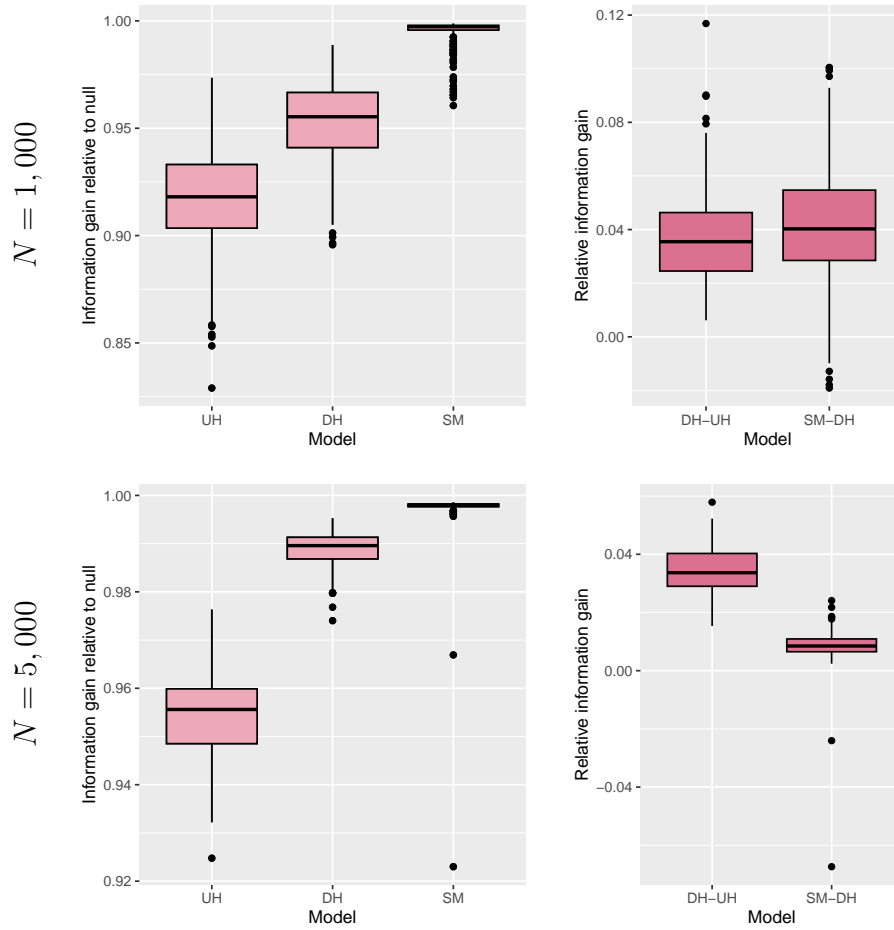 N = 1, 000
Information gain relative to null
1.00
0.95
0.90
0.85
UH
DH
SM
Model
Relative information gain
0.12
0.08
0.04
0.00
DH−UH
SM−DH
Model
N = 5, 000
Information gain relative to null
1.00
0.98
0.96
0.94
0.92
UH
DH
SM
Model
Relative information gain
0.04
0.00
−0.04
DH−UH
SM−DH
Model